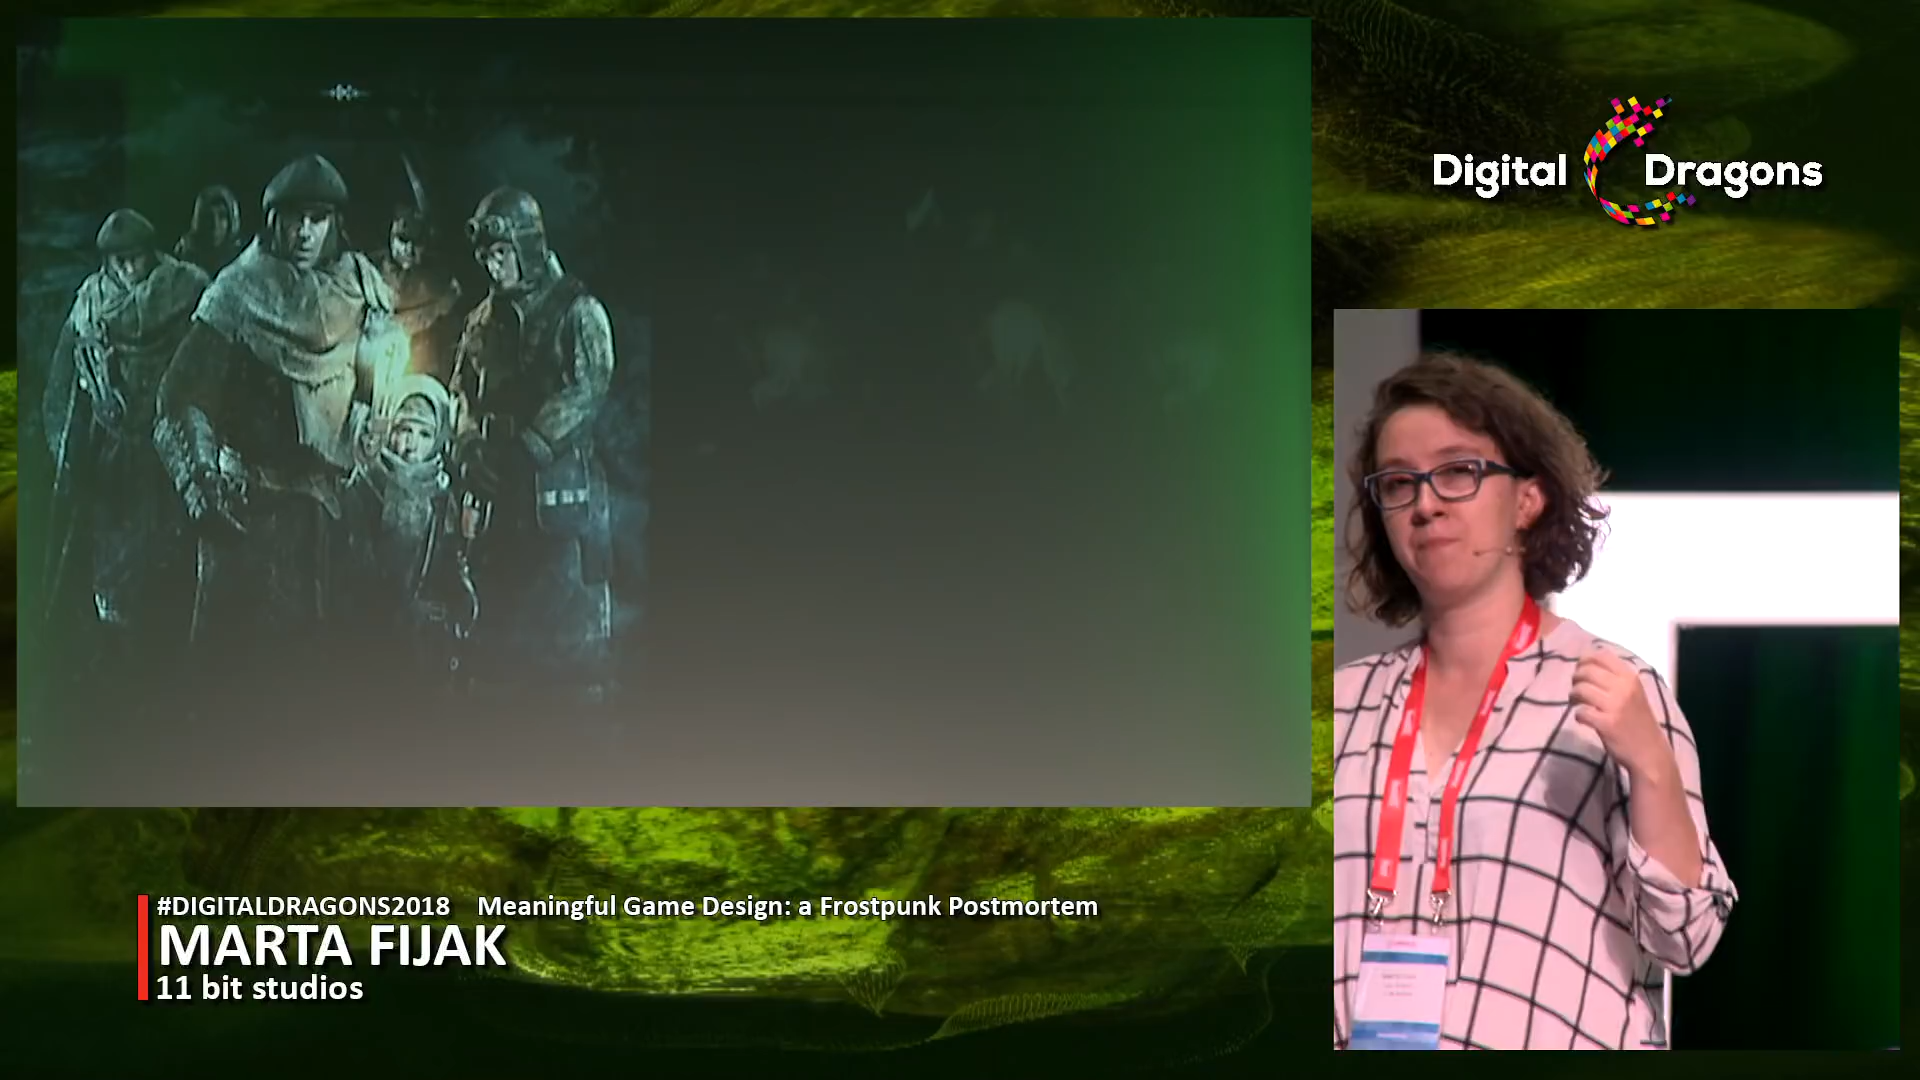 Digital Dragons
#DIGITALDRAGONS2018 Meaningful Game Design: a Frostpunk Postmortem
MARTA FIJAK
11 bit studios